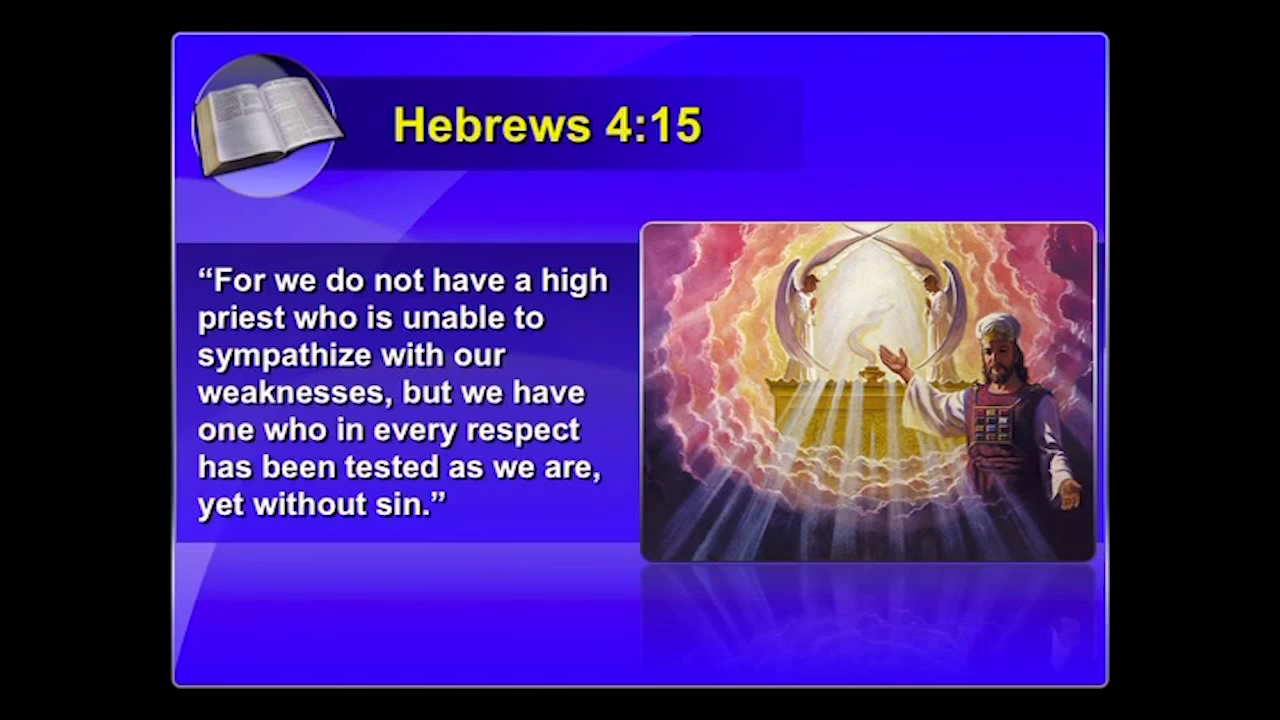 Hebrews 4:15
“For we do not have a high
priest who is unable to
sympathize with our
weaknesses, but we have
one who in every respect
has been tested as we are,
yet without sin.”